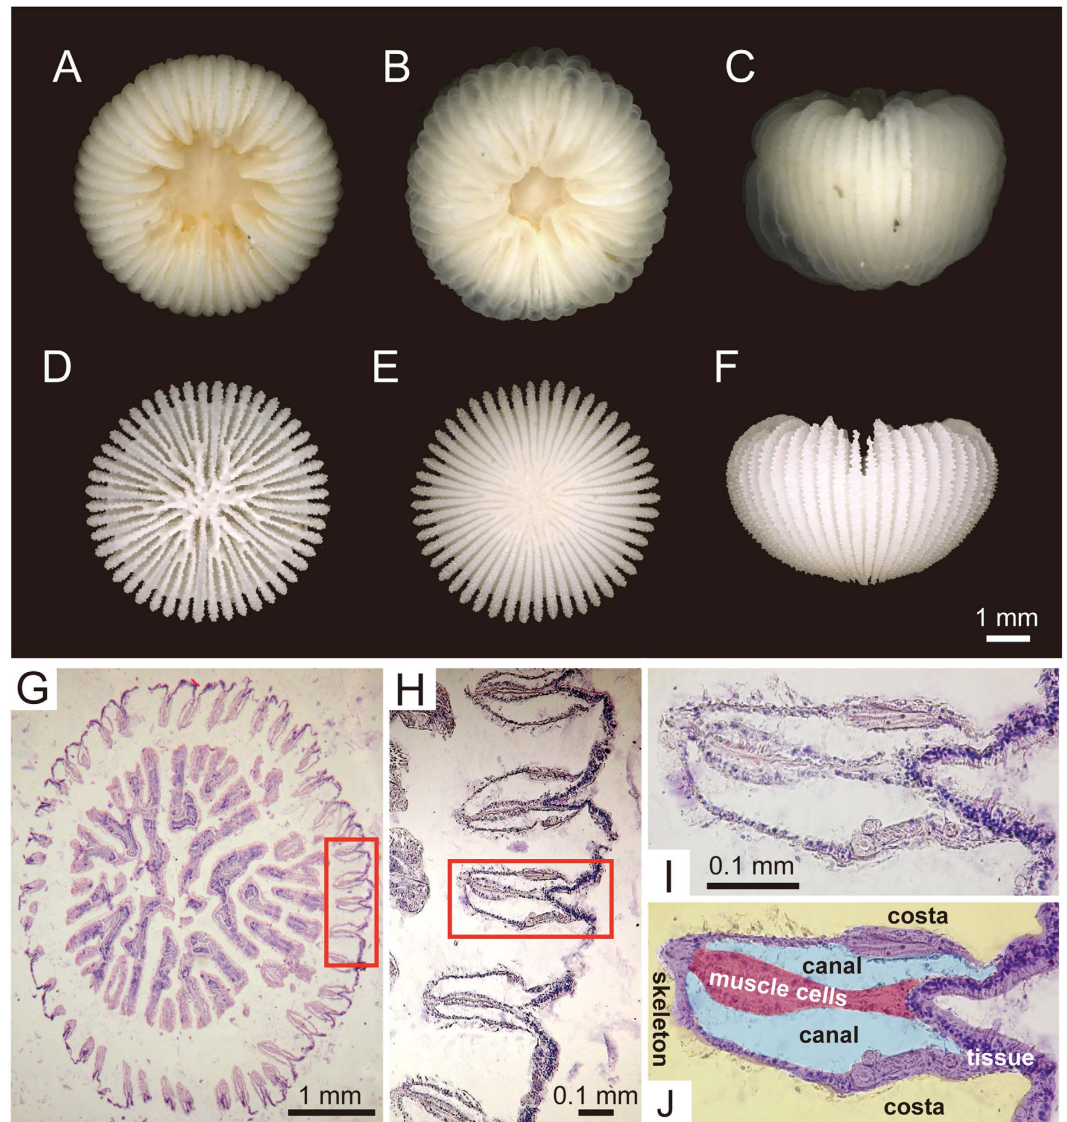 A
B
C
D
E
F
1 mm
G
1 mm
H
0.1 mm
I
0.1 mm
J
costa
canal
muscle cells
canal
skeleton
tissue
costa